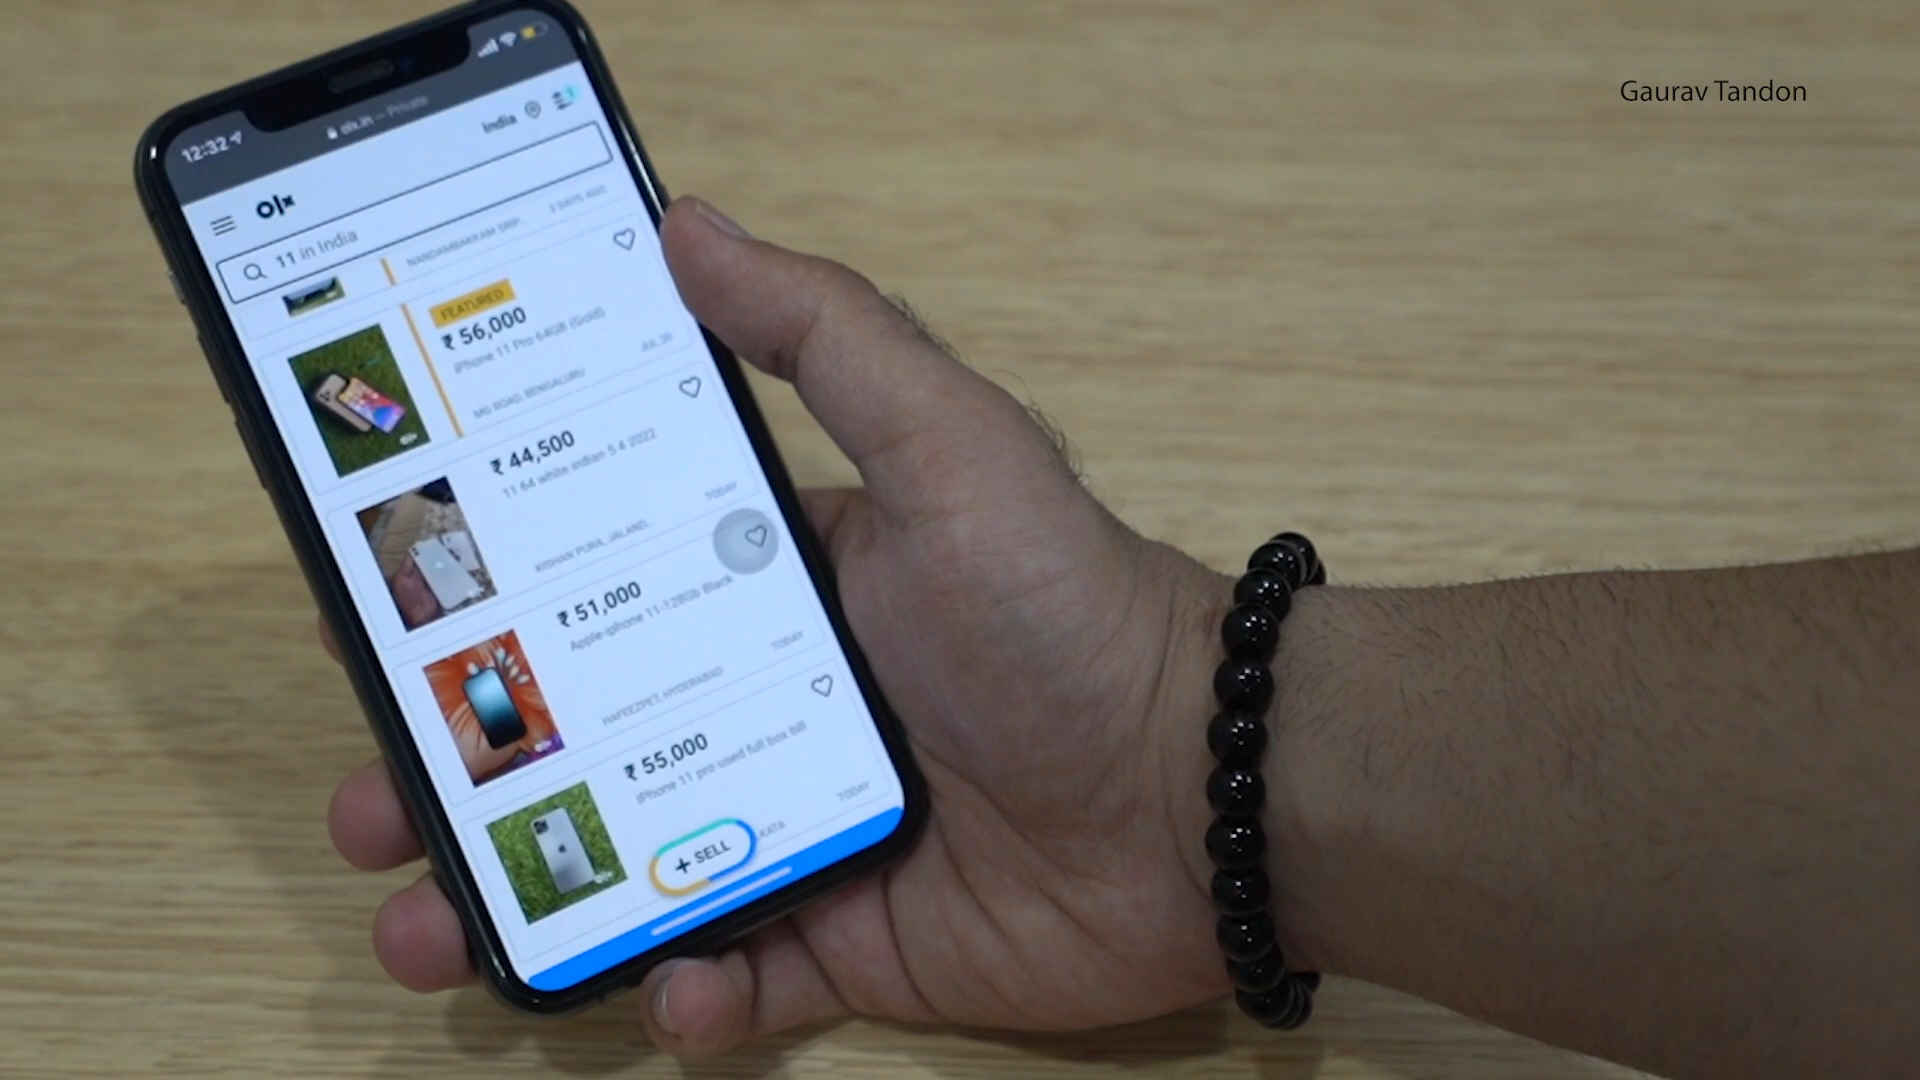 Gaurav Tandon
12:32
olx.in – Private
India
olx
11 in India
2 DAYS AGO
NANDAMBAKKAM SRIP...
FEATURED
₹ 56,000
iPhone 11 Pro 64GB (Gold)
MG ROAD, BENGALURU
JUL 20
₹ 44,500
11 64 white indian 5 4 2022
KISHAN PURA, JALAND...
TODAY
₹ 51,000
Apple-iphone 11-128Gb Black
HAFEEZPET, HYDERABAD
TODAY
₹ 55,000
iPhone 11 pro used full box bill
KATA
TODAY
+ SELL